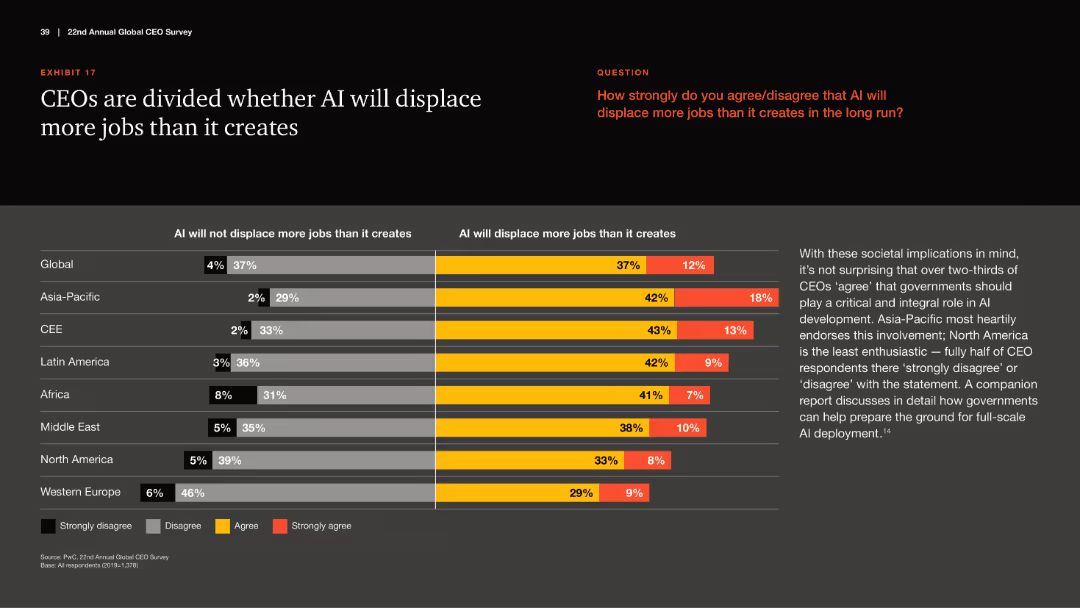 39 | 22nd Annual Global CEO Survey
EXHIBIT 17
CEOs are divided whether AI will displace
more jobs than it creates
QUESTION
How strongly do you agree/disagree that AI will
displace more jobs than it creates in the long run?
AI will not displace more jobs than it creates
AI will displace more jobs than it creates
Global 4% 37% 37% 12%
Asia-Pacific 2% 29% 42% 18%
CEE 2% 33% 43% 13%
Latin America 3% 36% 42% 9%
Africa 8% 31% 41% 7%
Middle East 5% 35% 38% 10%
North America 5% 39% 33% 8%
Western Europe 6% 46% 29% 9%
Strongly disagree Disagree Agree Strongly agree
With these societal implications in mind,
it's not surprising that over two-thirds of
CEOs ‘agree’ that governments should
play a critical and integral role in AI
development. Asia-Pacific most heartily
endorses this involvement; North America
is the least enthusiastic — fully half of CEO
respondents there ‘strongly disagree’ or
‘disagree’ with the statement. A companion
report discusses in detail how governments
can help prepare the ground for full-scale
AI deployment.14
Source: PwC, 22nd Annual Global CEO Survey
Base: All respondents (2019=1,378)